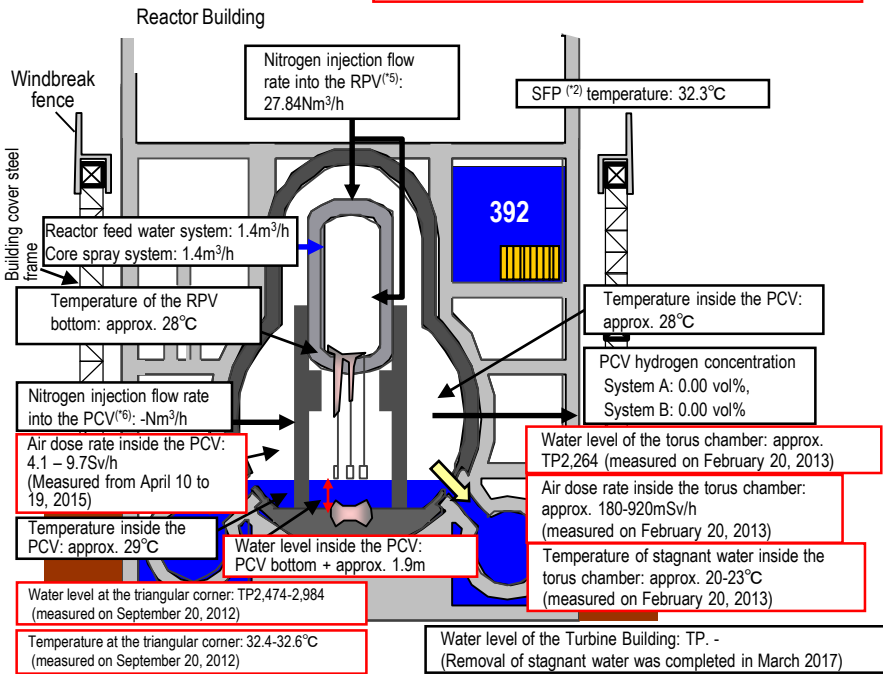 Reactor Building
Windbreak
fence
Nitrogen injection flow
rate into the RPV(*5):
27.84Nm3/h
SFP (*2) temperature: 32.3℃
392
Building cover steel
frame
Reactor feed water system: 1.4m3/h
Core spray system: 1.4m3/h
Temperature of the RPV
bottom: approx. 28℃
Temperature inside the PCV:
approx. 28℃
Nitrogen injection flow rate
into the PCV(*6): -Nm3/h
PCV hydrogen concentration
System A: 0.00 vol%,
System B: 0.00 vol%
Air dose rate inside the PCV:
4.1 – 9.7Sv/h
(Measured from April 10 to
19, 2015)
Water level of the torus chamber: approx.
TP2,264 (measured on February 20, 2013)
Air dose rate inside the torus chamber:
approx. 180-920mSv/h
(measured on February 20, 2013)
Temperature inside the
PCV: approx. 29℃
Water level inside the PCV:
PCV bottom + approx. 1.9m
Temperature of stagnant water inside the
torus chamber: approx. 20-23℃
(measured on February 20, 2013)
Water level at the triangular corner: TP2,474-2,984
(measured on September 20, 2012)
Temperature at the triangular corner: 32.4-32.6℃
(measured on September 20, 2012)
Water level of the Turbine Building: TP. -
(Removal of stagnant water was completed in March 2017)